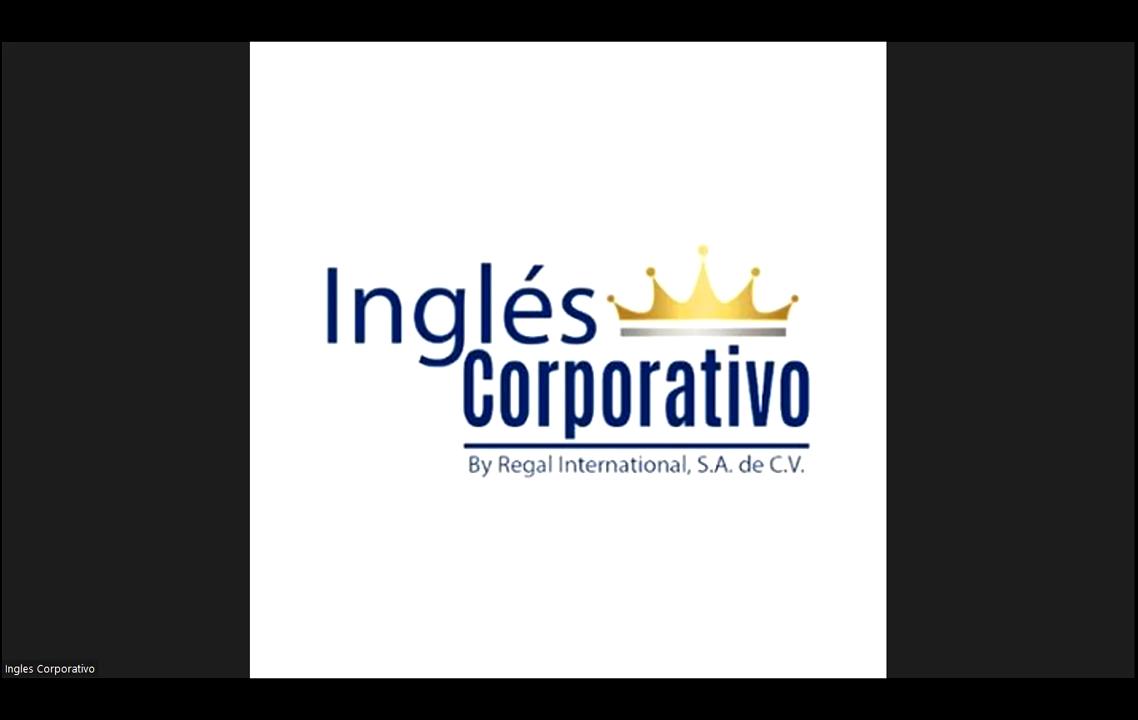 Inglés
Corporativo
By Regal International, S.A. de C.V.
Ingles Corporativo